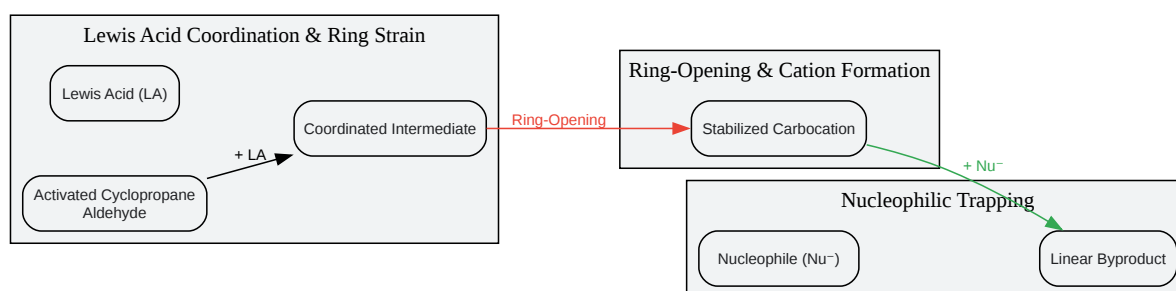 Lewis Acid Coordination & Ring Strain
Lewis Acid (LA)
Coordinated Intermediate
+ LA
Activated Cyclopropane
Aldehyde
Ring-Opening
Ring-Opening & Cation Formation
Stabilized Carbocation
+ Nu⁻
Nucleophilic Trapping
Nucleophile (Nu⁻)
Linear Byproduct